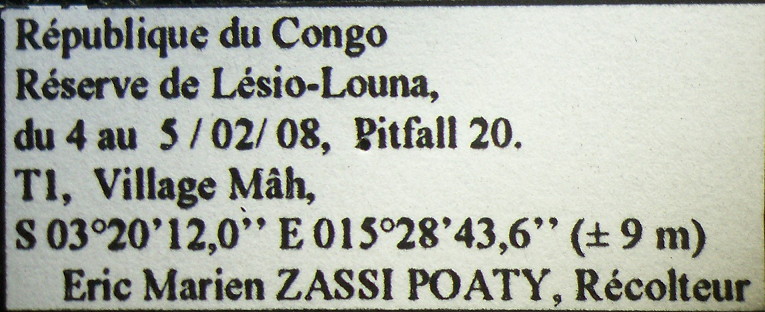 République du Congo
Réserve de Lésio-Louna,
du 4 au 5 / 02/ 08, Pitfall 20.
T1, Village Mâh,
S 03°20’12,0’’ E 015°28’43,6’’ (± 9 m)
Eric Marien ZASSI POATY, Récolteur